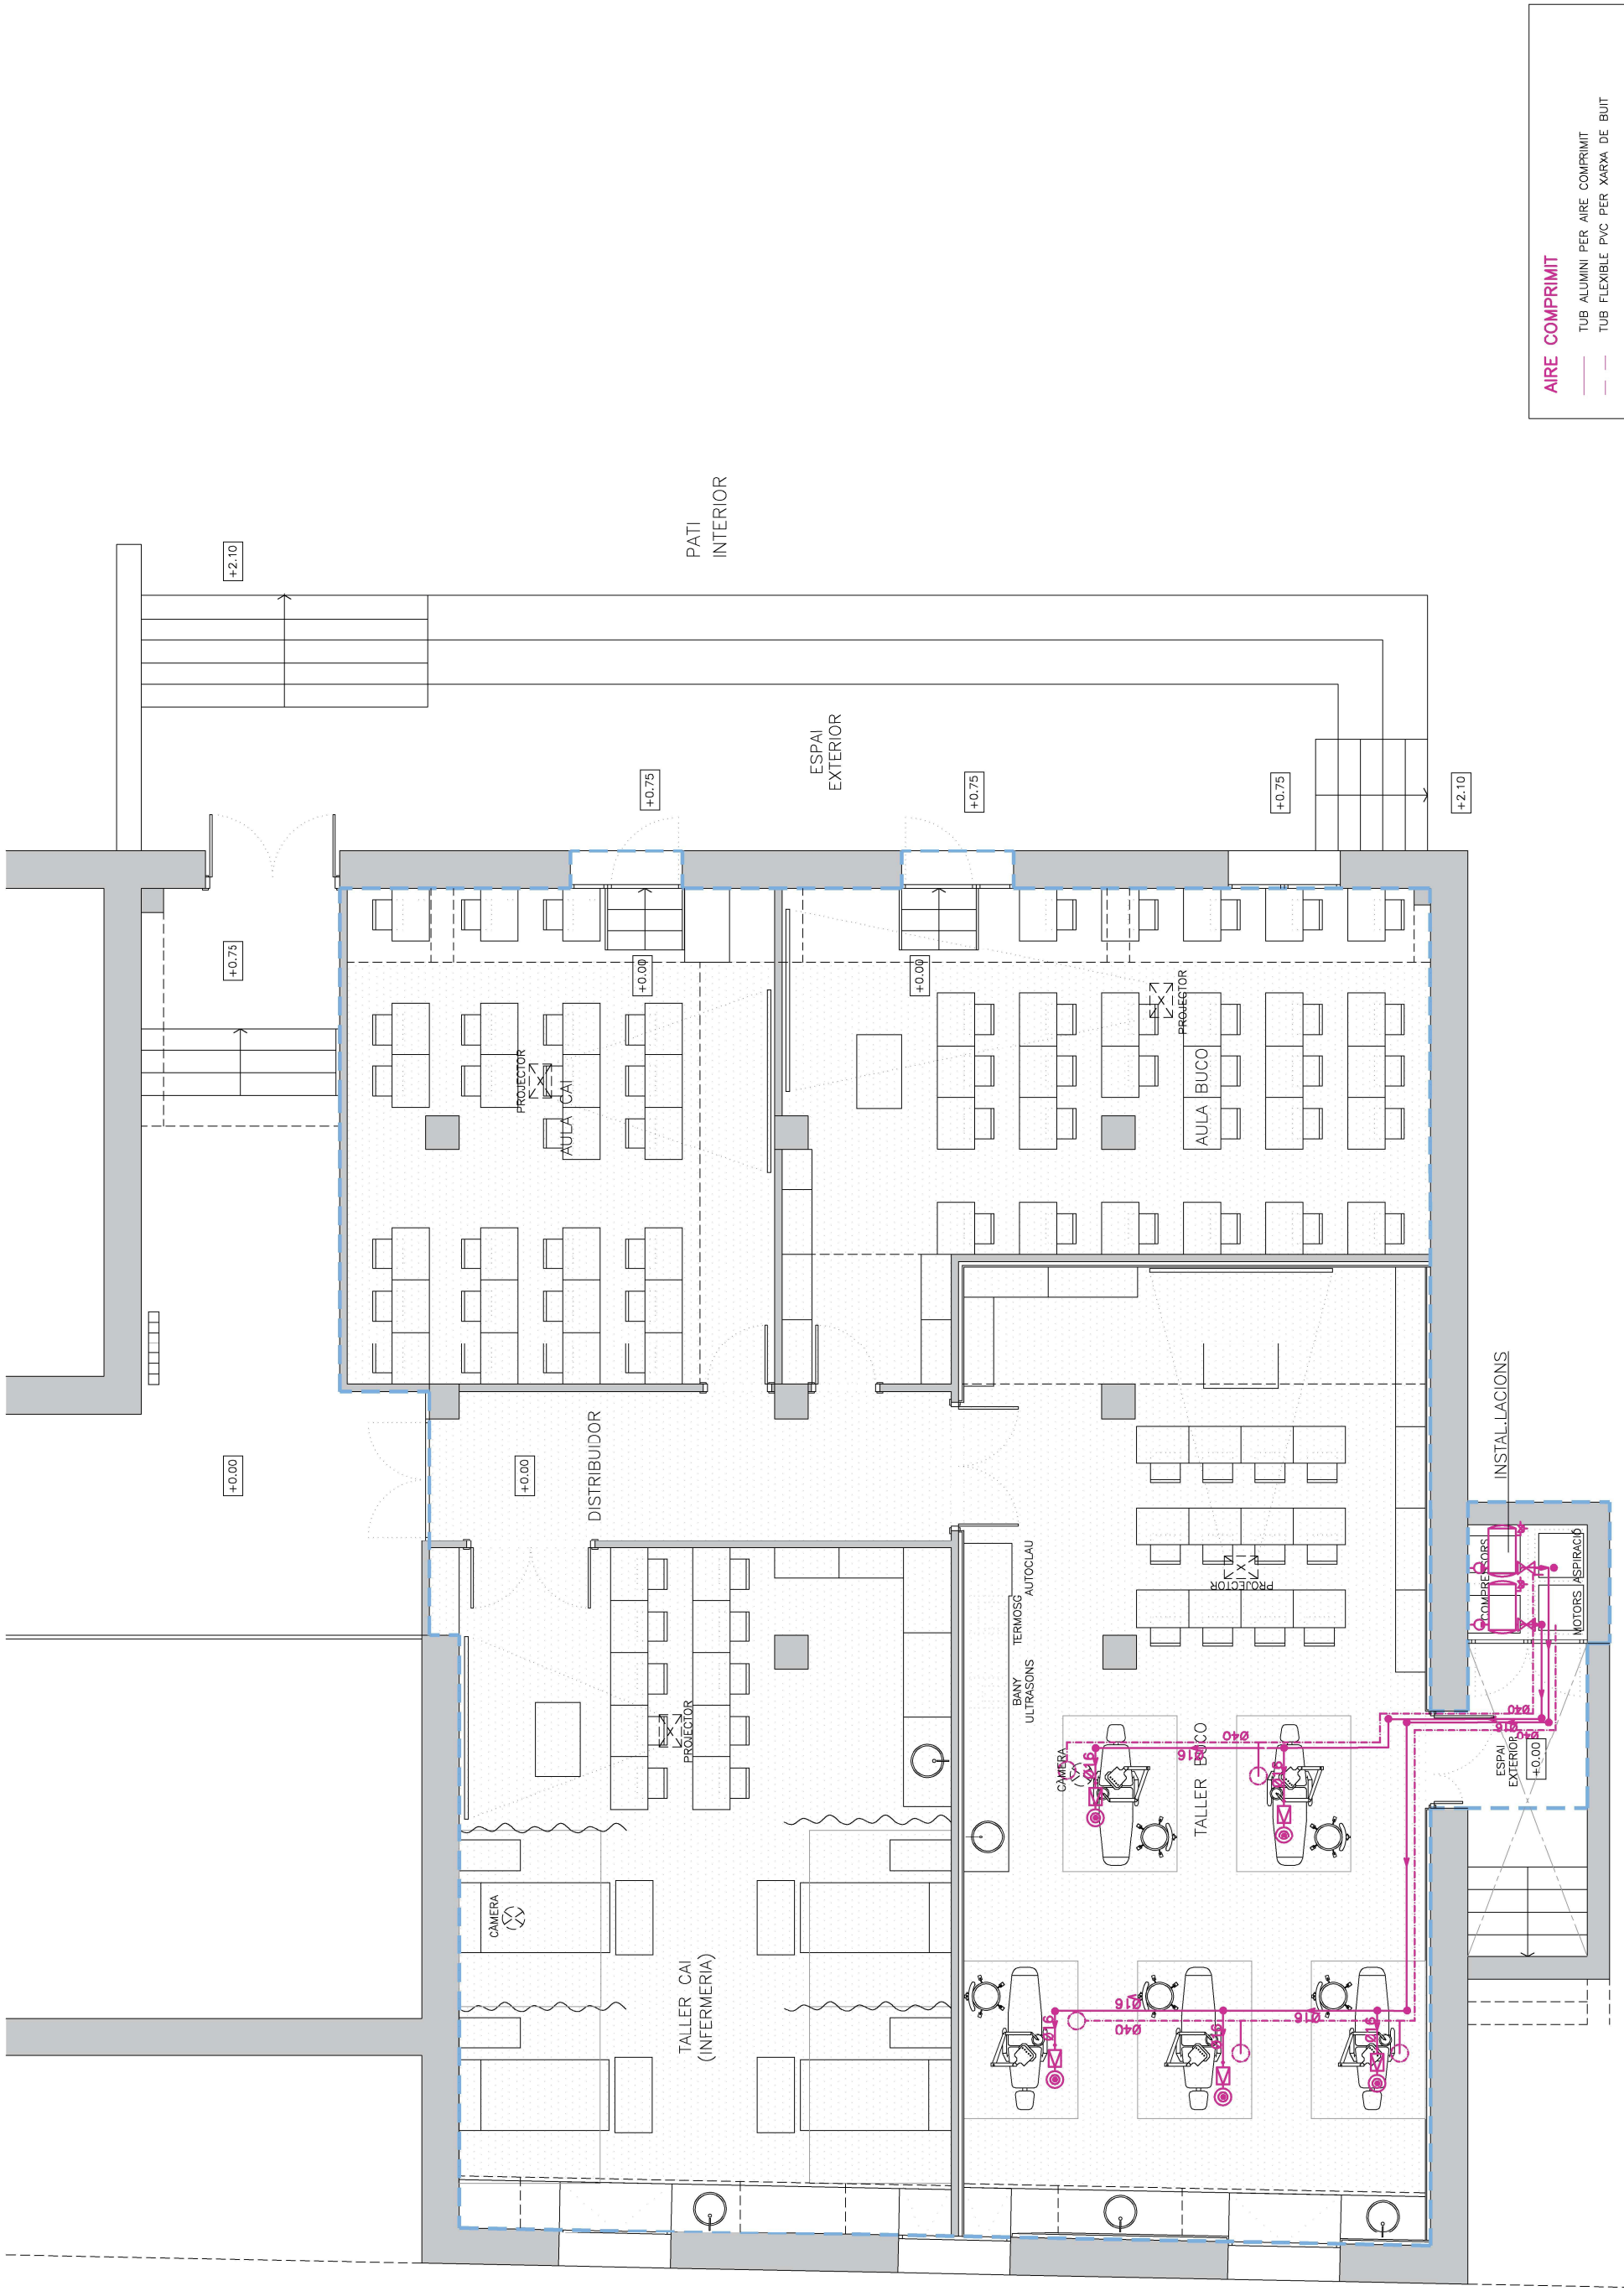 AIRE COMPRIMIT
TUB ALUMINI PER AIRE COMPRIMIT
TUB FLEXIBLE PVC PER XARXA DE BUIT
PATI
INTERIOR
+2.10
ESPAI
EXTERIOR
+0.75
+0.75
+0.75
+2.10
+0.75
+0.00
+0.00
PROJECTOR
AULA CAI
PROJECTOR
AULA BUCO
+0.00
+0.00
DISTRIBUIDOR
INSTAL.LACIONS
COMPRESSORS
MOTORS ASPIRACIÓ
PROJECTOR
AUTOCLAU
TERMOSG
BANY
ULTRASONS
PROJECTOR
CÀMERA
TALLER BUCO
Ø16
Ø40
Ø16
Ø16
Ø40
Ø16
Ø40
ESPAI
EXTERIOR
+0.00
CÀMERA
TALLER CAI
(INFERMERIA)
Ø16
Ø40
Ø16
Ø16
Ø16
Ø16